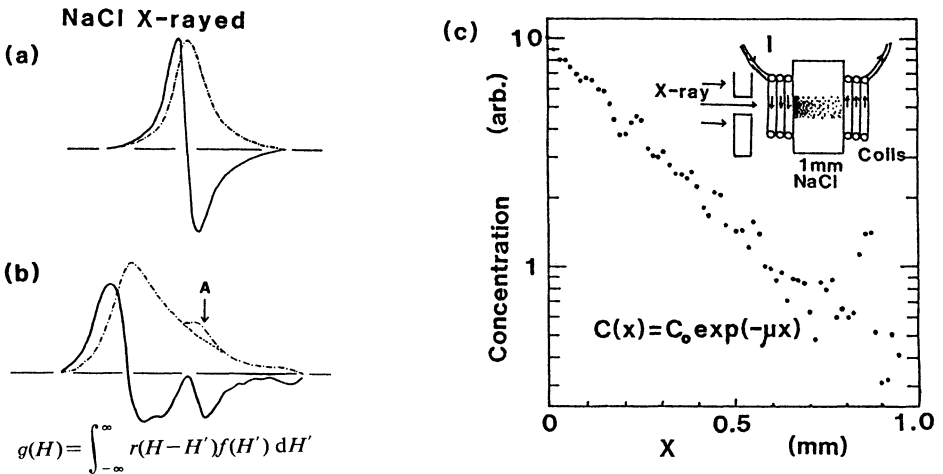 NaCl X-rayed
(a)
(b)
A
g(H)=∫_{-∞}^{∞} r(H−H′)f(H′) dH′
(c)
10
1
Concentration (arb.)
I
X-ray
1mm
NaCl
Coils
C(x)=C₀exp(-μx)
0
0.5
1.0
X (mm)